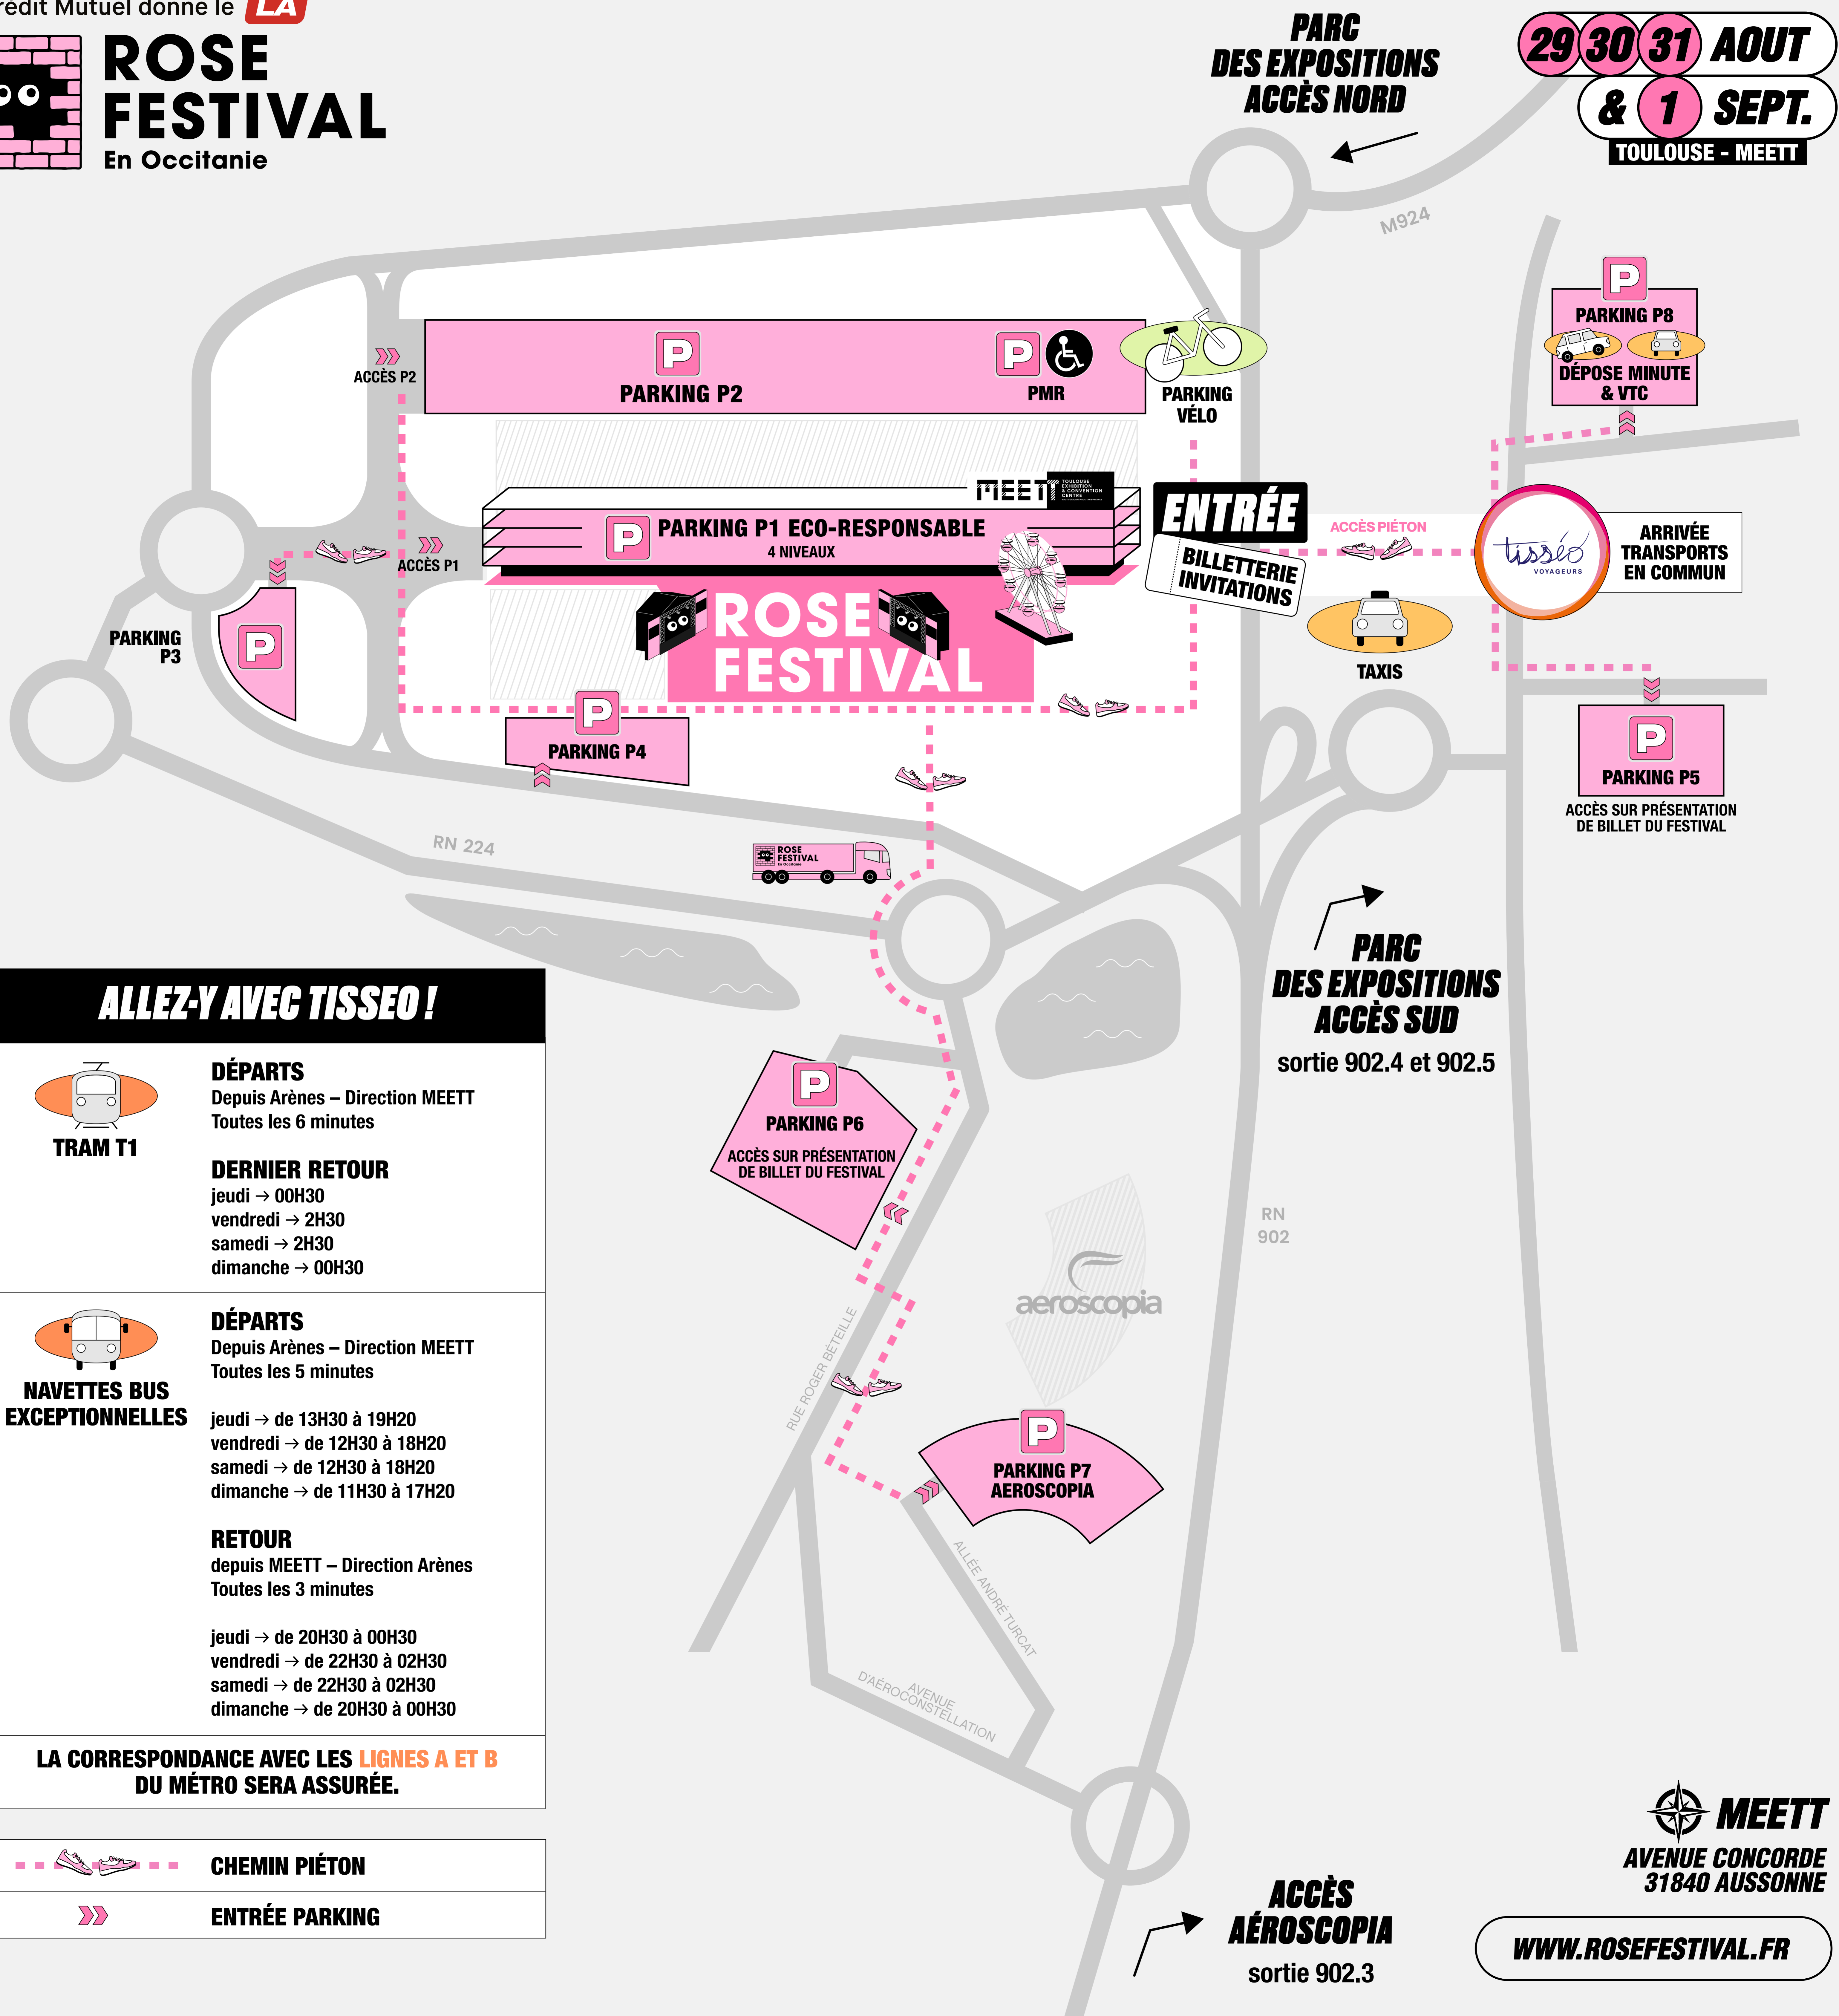 Crédit Mutuel donne le LA
ROSE
FESTIVAL
En Occitanie
PARC
DES EXPOSITIONS
ACCÈS NORD
29 30 31 AOUT
& 1 SEPT.
TOULOUSE - MEETT
M924
P
PARKING P8
DÉPOSE MINUTE
& VTC
ACCÈS P2
P
PARKING P2
P
PMR
PARKING
VÉLO
MEETT
TOULOUSE
EXHIBITION
& CONVENTION
CENTRE
ENTRÉE
BILLETTERIE
INVITATIONS
ACCÈS PIÉTON
tisséo
VOYAGEURS
ARRIVÉE
TRANSPORTS
EN COMMUN
P
PARKING P1 ECO-RESPONSABLE
4 NIVEAUX
ACCÈS P1
ROSE
FESTIVAL
TAXIS
PARKING
P3
P
P
PARKING P4
P
PARKING P5
ACCÈS SUR PRÉSENTATION
DE BILLET DU FESTIVAL
RN 224
ROSE
FESTIVAL
En Occitanie
PARC
DES EXPOSITIONS
ACCÈS SUD
sortie 902.4 et 902.5
P
PARKING P6
ACCÈS SUR PRÉSENTATION
DE BILLET DU FESTIVAL
RN
902
aeroscopia
RUE ROGER BÉTEILLE
P
PARKING P7
AEROSCOPIA
ALLÉE ANDRÉ TURCAT
AVENUE
D'AÉROCONSTELLATION
ALLEZ-Y AVEC TISSEO !
TRAM T1
DÉPARTS
Depuis Arènes – Direction MEETT
Toutes les 6 minutes
DERNIER RETOUR
jeudi → 00H30
vendredi → 2H30
samedi → 2H30
dimanche → 00H30
NAVETTES BUS
EXCEPTIONNELLES
DÉPARTS
Depuis Arènes – Direction MEETT
Toutes les 5 minutes
jeudi → de 13H30 à 19H20
vendredi → de 12H30 à 18H20
samedi → de 12H30 à 18H20
dimanche → de 11H30 à 17H20
RETOUR
depuis MEETT – Direction Arènes
Toutes les 3 minutes
jeudi → de 20H30 à 00H30
vendredi → de 22H30 à 02H30
samedi → de 22H30 à 02H30
dimanche → de 20H30 à 00H30
LA CORRESPONDANCE AVEC LES LIGNES A ET B
DU MÉTRO SERA ASSURÉE.
CHEMIN PIÉTON
ENTRÉE PARKING
ACCÈS
AÉROSCOPIA
sortie 902.3
MEETT
AVENUE CONCORDE
31840 AUSSONNE
WWW.ROSEFESTIVAL.FR